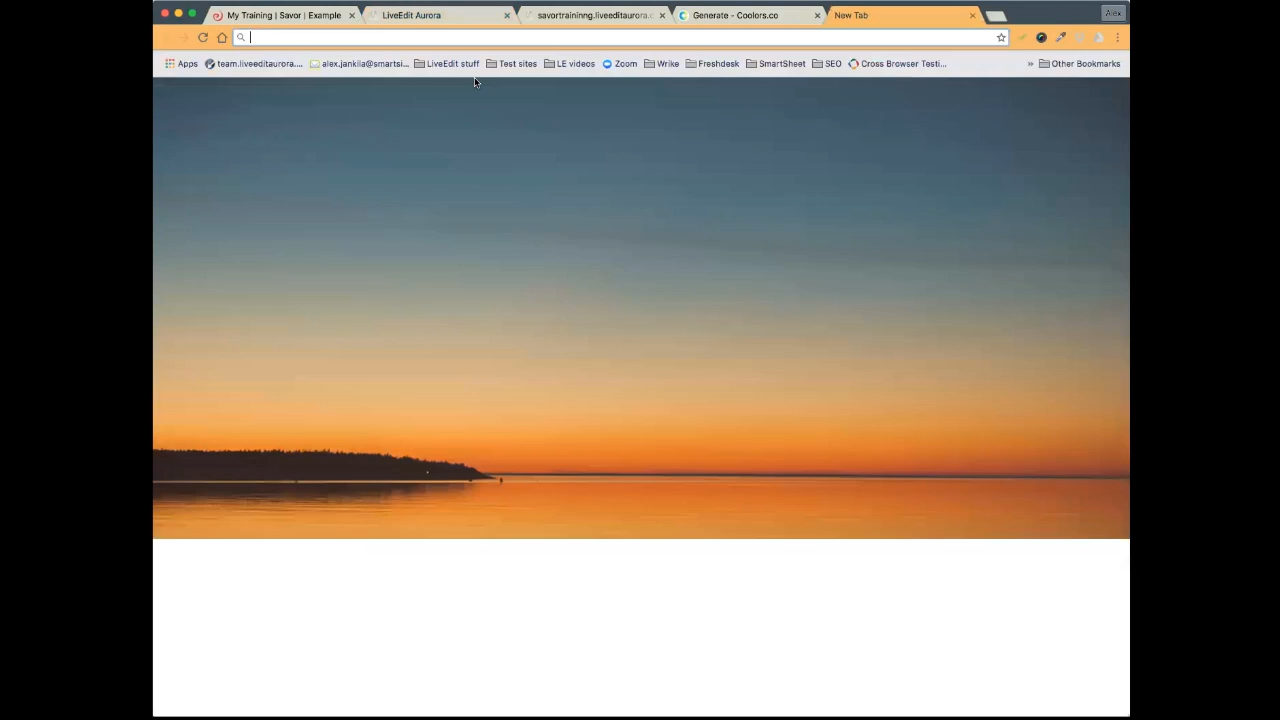 My Training | Savor | Example
LiveEdit Aurora
savortraininng.liveeditaurora.c
Generate - Coolors.co
New Tab
Alex
Apps
team.liveeditaurora....
alex.jankila@smartsi...
LiveEdit stuff
Test sites
LE videos
Zoom
Wrike
Freshdesk
SmartSheet
SEO
Cross Browser Testi...
»
Other Bookmarks